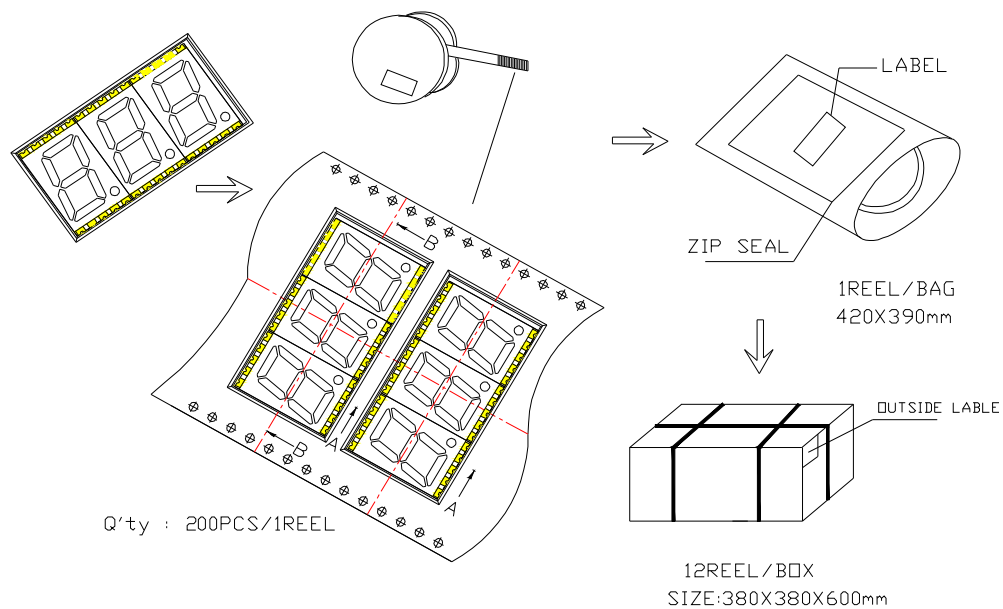 LABEL
ZIP SEAL
1REEL/BAG
420X390mm
B
A
B
A
OUTSIDE LABLE
Q'ty : 200PCS/1REEL
12REEL/BOX
SIZE:380X380X600mm